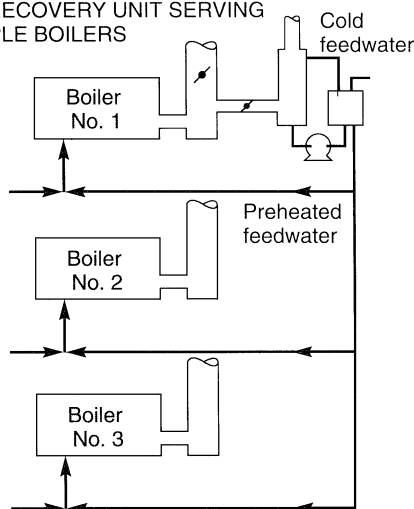 ECOVERY UNIT SERVING
LE BOILERS
Cold
feedwater
Boiler
No. 1
Preheated
feedwater
Boiler
No. 2
Boiler
No. 3